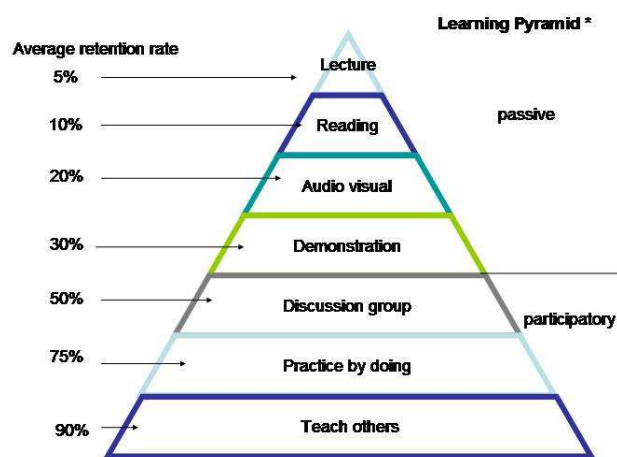 Learning Pyramid *
Average retention rate
5%
Lecture
passive
10%
Reading
20%
Audio visual
30%
Demonstration
50%
Discussion group
participatory
75%
Practice by doing
90%
Teach others